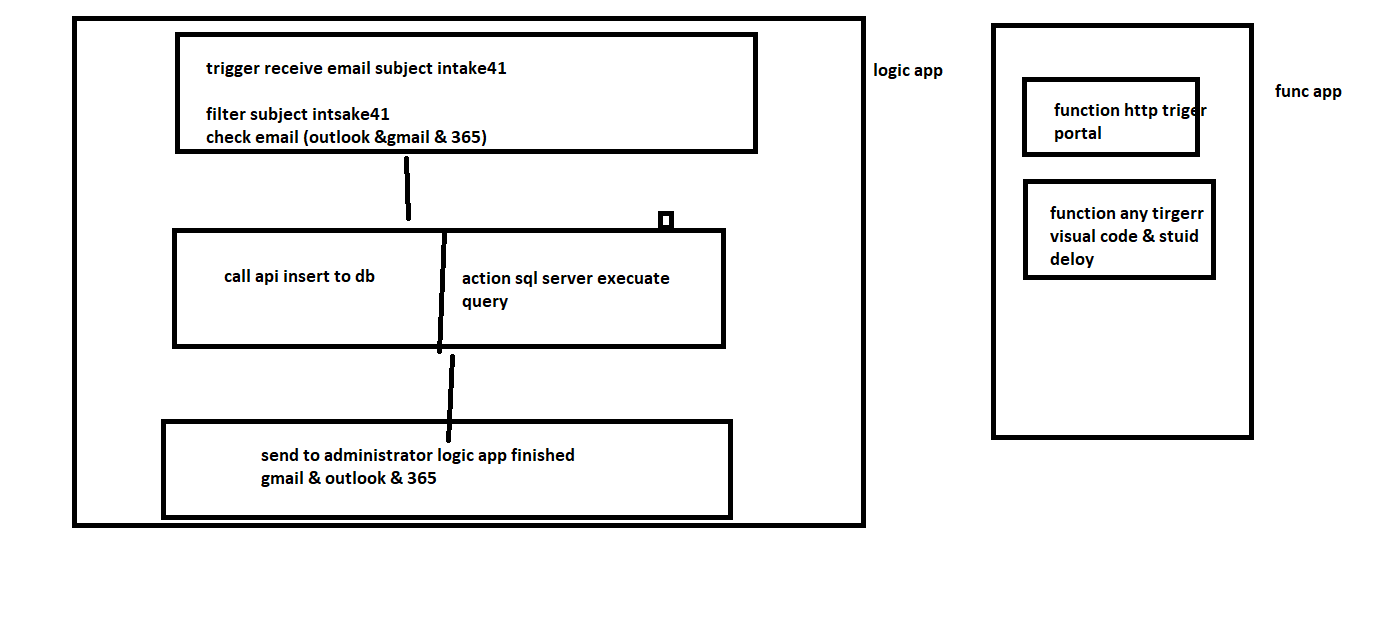 trigger receive email subject intake41
filter subject intsake41
check email (outlook &gmail & 365)
logic app
call api insert to db
action sql server execuate
query
send to administrator logic app finished
gmail & outlook & 365
func app
function http triger
portal
function any tirgerr
visual code & stuid
deloy